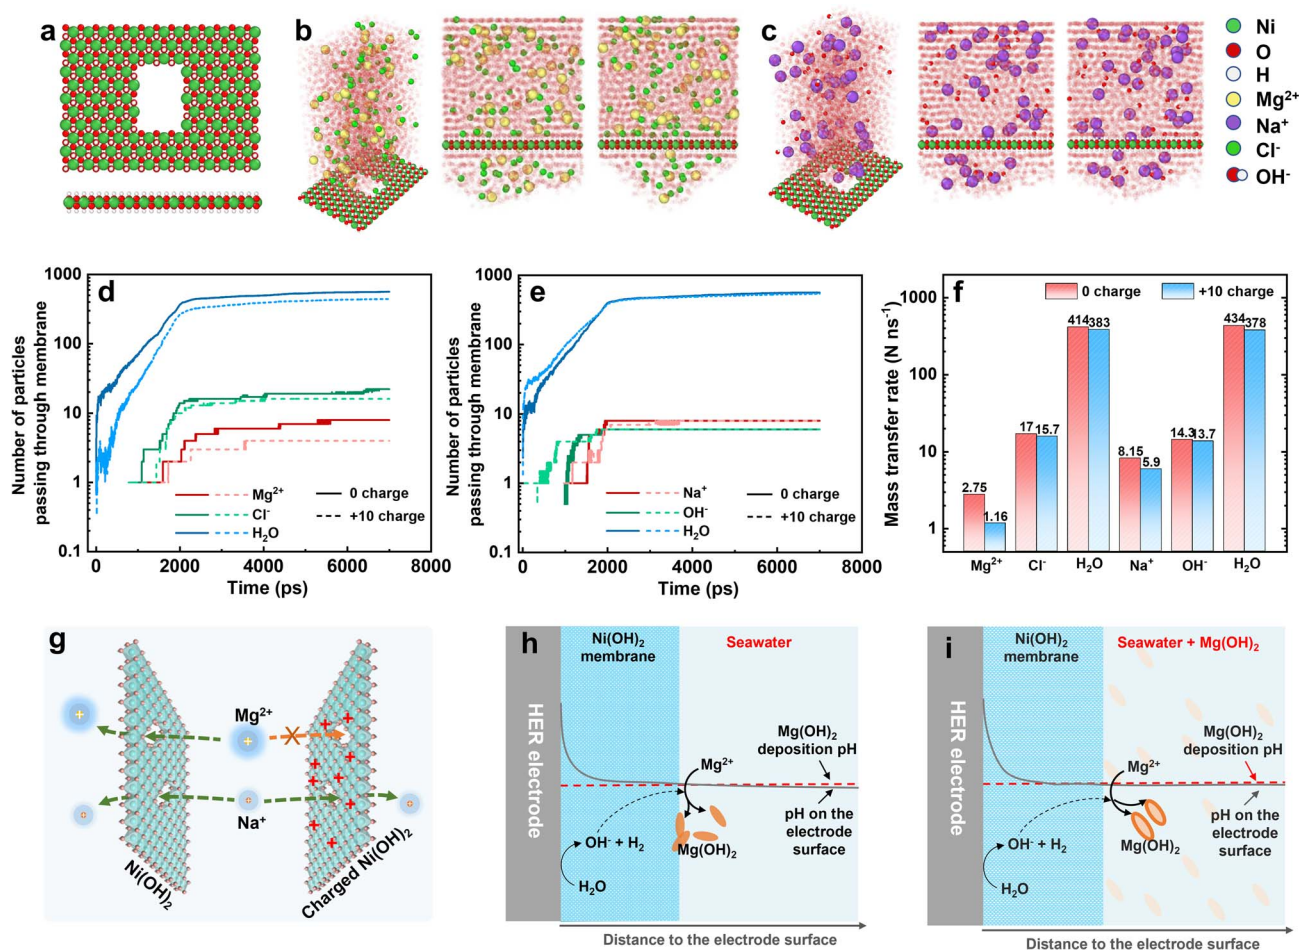 a
b
c
Ni
O
H
Mg²⁺
Na⁺
Cl⁻
OH⁻
d
Number of particles
passing through membrane
1000
100
10
1
0.1
0 2000 4000 6000 8000
Time (ps)
Mg²⁺
Cl⁻
H₂O
0 charge
+10 charge
e
Number of particles
passing through membrane
1000
100
10
1
0.1
0 2000 4000 6000 8000
Time (ps)
Na⁺
OH⁻
H₂O
0 charge
+10 charge
f
0 charge +10 charge
Mass transfer rate (N ns⁻¹)
1000
100
10
1
2.75 1.16 17 15.7 414 383 8.15 5.9 14.3 13.7 434 378
Mg²⁺ Cl⁻ H₂O Na⁺ OH⁻ H₂O
g
Mg²⁺
Na⁺
Ni(OH)₂
Charged Ni(OH)₂
h
HER electrode
Ni(OH)₂
membrane
Seawater
Mg(OH)₂
deposition pH
Mg²⁺
pH on the
electrode
surface
OH⁻ + H₂
Mg(OH)₂
H₂O
Distance to the electrode surface
i
HER electrode
Ni(OH)₂
membrane
Seawater + Mg(OH)₂
Mg(OH)₂
deposition pH
Mg²⁺
pH on the
electrode
surface
OH⁻ + H₂
Mg(OH)₂
H₂O
Distance to the electrode surface